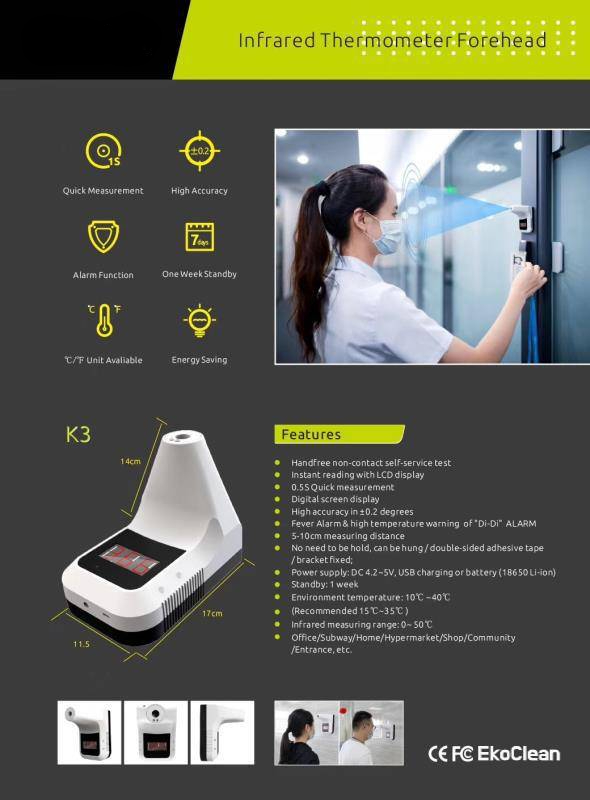 Infrared Thermometer Forehead
1S
±0.2
Quick Measurement
High Accuracy
7days
Alarm Function
One Week Standby
℃ ℉
℃/℉ Unit Avaliable
Energy Saving
K3
14cm
11.5
17cm
Features
Handfree non-contact self-service test
Instant reading with LCD display
0.5S Quick measurement
Digital screen display
High accuracy in ±0.2 degrees
Fever Alarm & high temperature warning of "Di-Di" ALARM
5-10cm measuring distance
No need to be hold, can be hung / double-sided adhesive tape
/ bracket fixed;
Power supply: DC 4.2~5V, USB charging or battery (18650 Li-ion)
Standby: 1 week
Environment temperature: 10℃ ~40℃
(Recommended 15℃~35℃ )
Infrared measuring range: 0~ 50℃
Office/Subway/Home/Hypermarket/Shop/Community
/Entrance, etc.
CE FC EkoClean